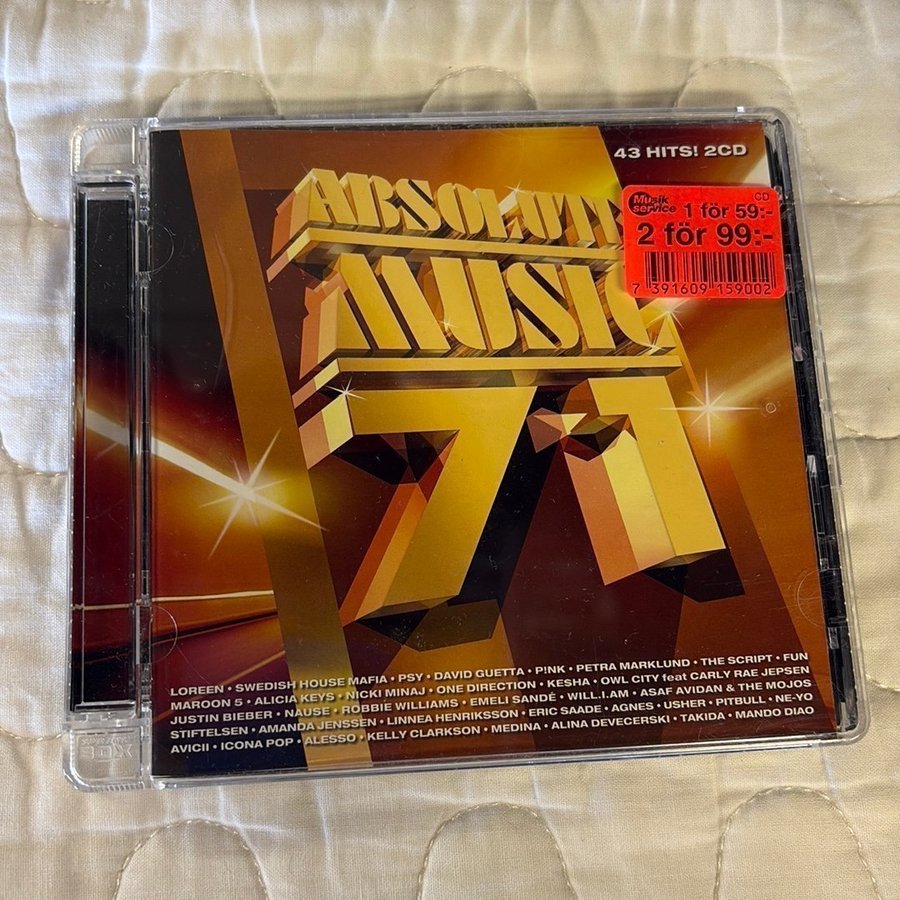 43 HITS! 2CD
ABSOLUTE
MUSIC
71
Musik
service
CD
1 för 59:-
2 för 99:-
7 391609 159002
LOREEN • SWEDISH HOUSE MAFIA • PSY • DAVID GUETTA • P!NK • PETRA MARKLUND • THE SCRIPT • FUN
MAROON 5 • ALICIA KEYS • NICKI MINAJ • ONE DIRECTION • KESHA • OWL CITY feat CARLY RAE JEPSEN
JUSTIN BIEBER • NAUSE • ROBBIE WILLIAMS • EMELI SANDÉ • WILL.I.AM • ASAF AVIDAN & THE MOJOS
STIFTELSEN • AMANDA JENSSEN • LINNEA HENRIKSSON • ERIC SAADE • AGNES • USHER • PITBULL • NE-YO
AVICII • ICONA POP • ALESSO • KELLY CLARKSON • MEDINA • ALINA DEVECERSKI • TAKIDA • MANDO DIAO